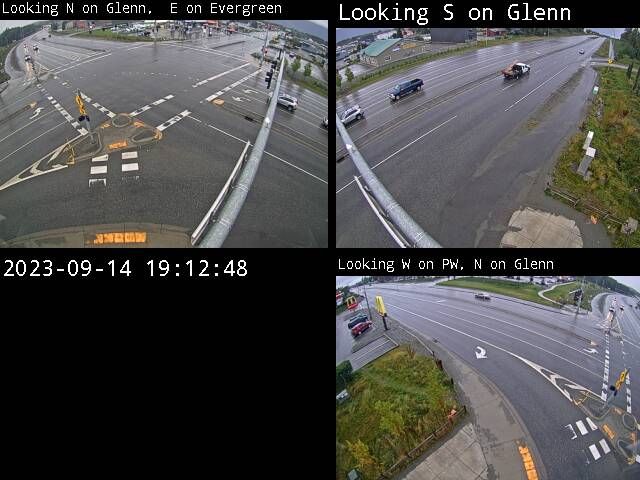 Looking N on Glenn,  E on Evergreen
Looking S on Glenn
2023-09-14 19:12:48
Looking W on PW, N on Glenn